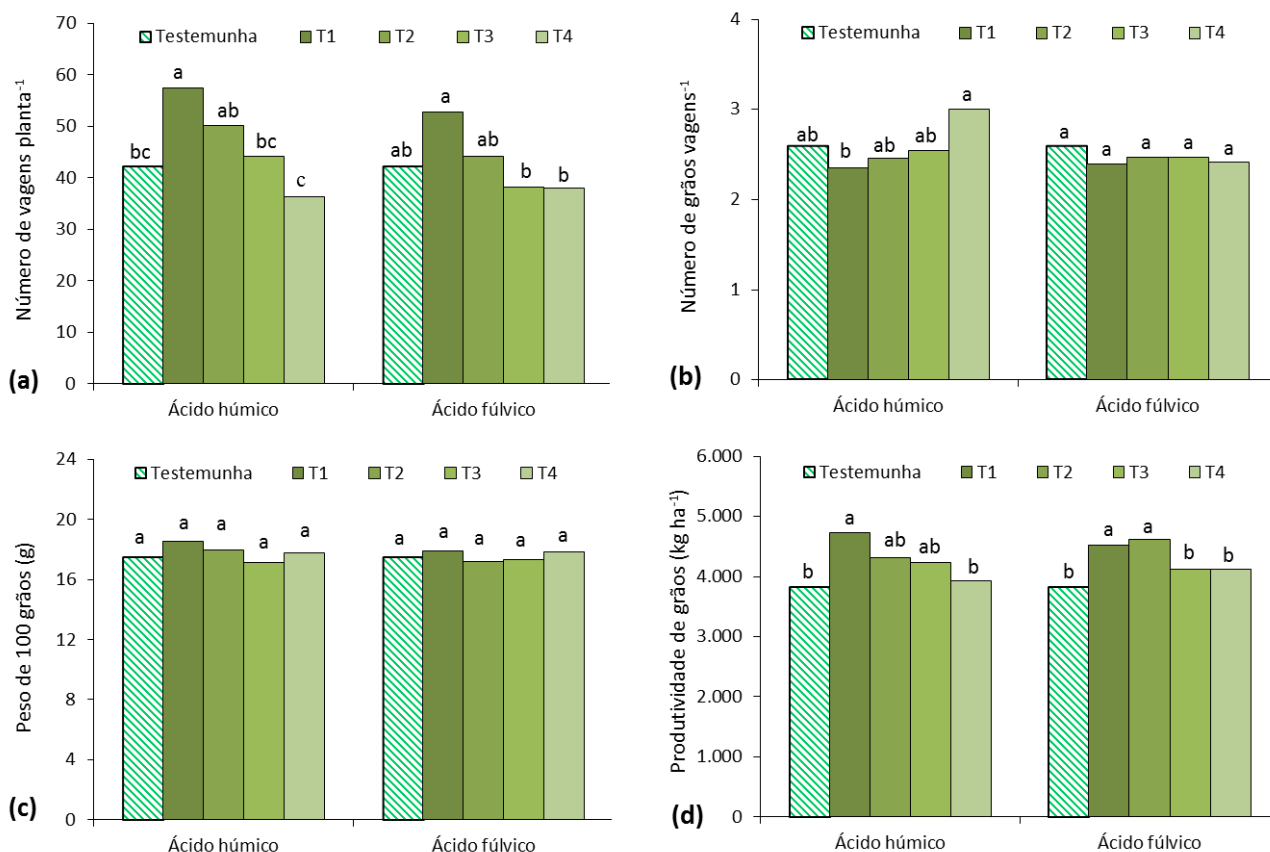 Número de vagens planta⁻¹
70
60
50
40
30
20
10
0
Testemunha T1 T2 T3 T4
bc a ab bc c
ab a ab b b
Ácido húmico Ácido fúlvico
(a)
Número de grãos vagens⁻¹
4
3
2
1
0
Testemunha T1 T2 T3 T4
ab b ab ab a
a a a a a
Ácido húmico Ácido fúlvico
(b)
Peso de 100 grãos (g)
24
20
16
12
8
4
0
Testemunha T1 T2 T3 T4
a a a a a
a a a a a
Ácido húmico Ácido fúlvico
(c)
Produtividade de grãos (kg ha⁻¹)
6.000
5.000
4.000
3.000
2.000
1.000
0
Testemunha T1 T2 T3 T4
b a ab ab b
b a a b b
Ácido húmico Ácido fúlvico
(d)